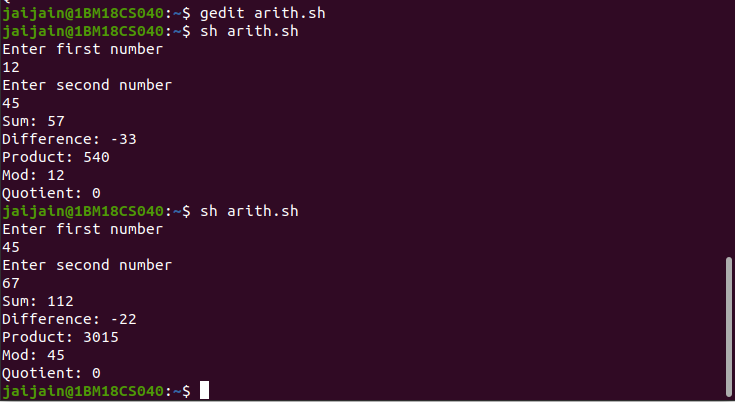 jaijain@1BM18CS040:~$ gedit arith.sh
jaijain@1BM18CS040:~$ sh arith.sh
Enter first number
12
Enter second number
45
Sum: 57
Difference: -33
Product: 540
Mod: 12
Quotient: 0
jaijain@1BM18CS040:~$ sh arith.sh
Enter first number
45
Enter second number
67
Sum: 112
Difference: -22
Product: 3015
Mod: 45
Quotient: 0
jaijain@1BM18CS040:~$